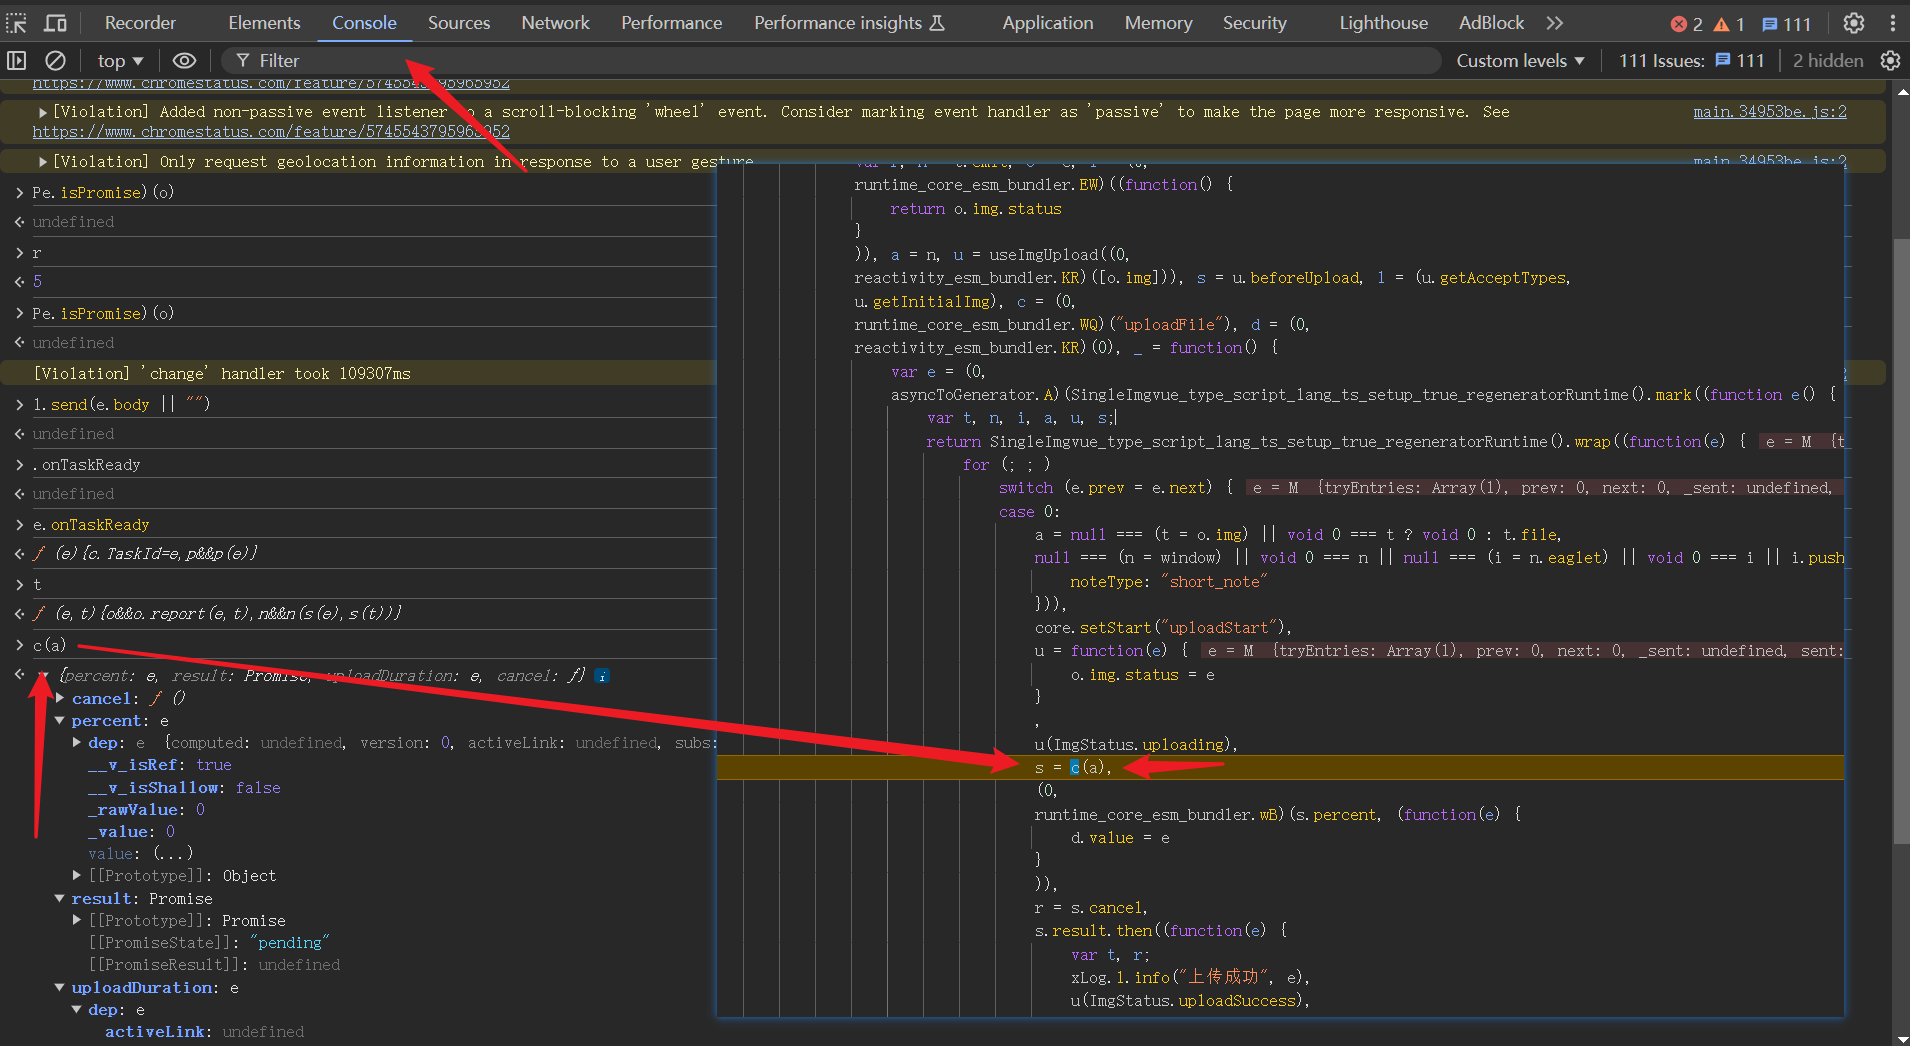 Recorder Elements Console Sources Network Performance Performance insights Application Memory Security Lighthouse AdBlock 2 1 111
top ▼ Filter Custom levels ▼ 111 Issues: 111 2 hidden
https://www.chromestatus.com/feature/5745543795965952
[Violation] Added non-passive event listener to a scroll-blocking 'wheel' event. Consider marking event handler as 'passive' to make the page more responsive. See main.34953be.js:2
https://www.chromestatus.com/feature/5745543795965952
[Violation] Only request geolocation information in response to a user gesture. main.34953be.js:2
> Pe.isPromise)(o)
undefined
> r
5
> Pe.isPromise)(o)
undefined
[Violation] 'change' handler took 109307ms
> l.send(e.body || "")
undefined
> .onTaskReady
undefined
> e.onTaskReady
ƒ (e){c.TaskId=e,p&&p(e)}
> t
ƒ (e,t){o&&o.report(e,t),n&&n(s(e),s(t))}
> c(a)
{percent: e, result: Promise, uploadDuration: e, cancel: ƒ}
cancel: ƒ ()
percent: e
dep: e {computed: undefined, version: 0, activeLink: undefined, subs:
__v_isRef: true
__v_isShallow: false
_rawValue: 0
_value: 0
value: (...)
[[Prototype]]: Object
result: Promise
[[Prototype]]: Promise
[[PromiseState]]: "pending"
[[PromiseResult]]: undefined
uploadDuration: e
dep: e
activeLink: undefined
runtime_core_esm_bundler.EW)((function() {
return o.img.status
}
)), a = n, u = useImgUpload((0,
reactivity_esm_bundler.KR)([o.img])), s = u.beforeUpload, l = (u.getAcceptTypes,
u.getInitialImg), c = (0,
runtime_core_esm_bundler.WQ)("uploadFile"), d = (0,
reactivity_esm_bundler.KR)(0), _ = function() {
var e = (0,
asyncToGenerator.A)(SingleImgvue_type_script_lang_ts_setup_true_regeneratorRuntime().mark((function e() {
var t, n, i, a, u, s;
return SingleImgvue_type_script_lang_ts_setup_true_regeneratorRuntime().wrap((function(e) { e = M {t
for (; ; )
switch (e.prev = e.next) { e = M {tryEntries: Array(1), prev: 0, next: 0, _sent: undefined,
case 0:
a = null === (t = o.img) || void 0 === t ? void 0 : t.file,
null === (n = window) || void 0 === n || null === (i = n.eaglet) || void 0 === i || i.push
noteType: "short_note"
})),
core.setStart("uploadStart"),
u = function(e) { e = M {tryEntries: Array(1), prev: 0, next: 0, _sent: undefined, sent:
o.img.status = e
}
,
u(ImgStatus.uploading),
s = c(a),
(0,
runtime_core_esm_bundler.wB)(s.percent, (function(e) {
d.value = e
}
)),
r = s.cancel,
s.result.then((function(e) {
var t, r;
xLog.l.info("上传成功", e),
u(ImgStatus.uploadSuccess),